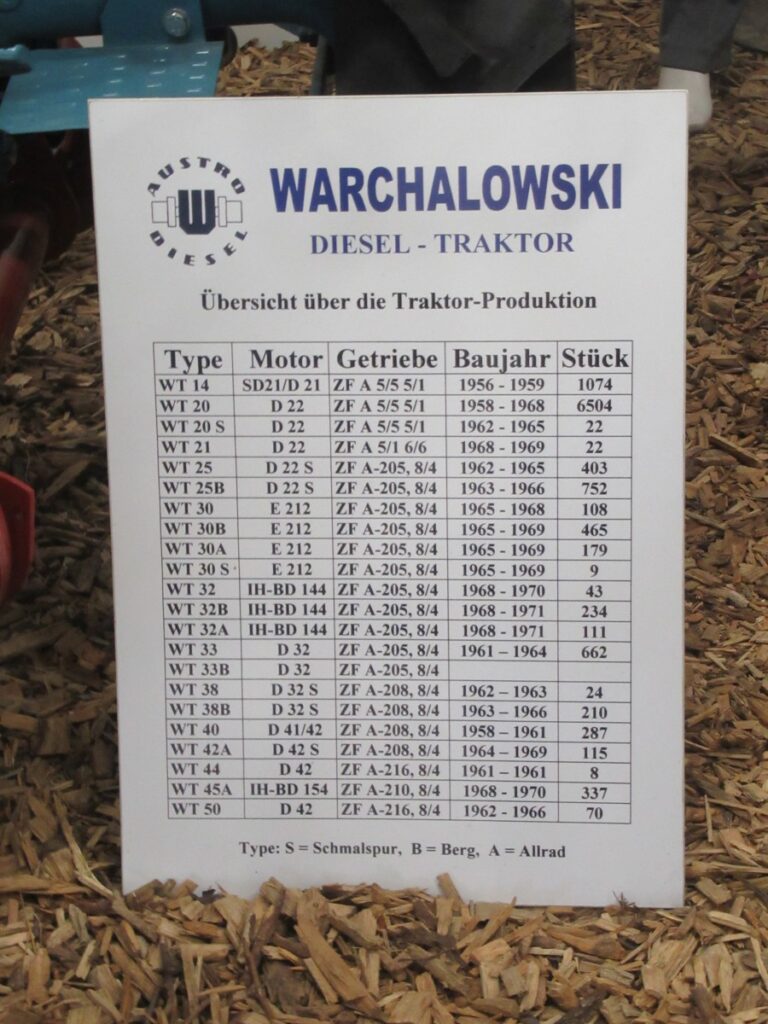 AUSTRO
W
DIESEL
WARCHALOWSKI
DIESEL - TRAKTOR
Übersicht über die Traktor-Produktion
Type Motor Getriebe Baujahr Stück
WT 14 SD21/D 21 ZF A 5/5 5/1 1956 - 1959 1074
WT 20 D 22 ZF A 5/5 5/1 1958 - 1968 6504
WT 20 S D 22 ZF A 5/5 5/1 1962 - 1965 22
WT 21 D 22 ZF A 5/1 6/6 1968 - 1969 22
WT 25 D 22 S ZF A-205, 8/4 1962 - 1965 403
WT 25B D 22 S ZF A-205, 8/4 1963 - 1966 752
WT 30 E 212 ZF A-205, 8/4 1965 - 1968 108
WT 30B E 212 ZF A-205, 8/4 1965 - 1969 465
WT 30A E 212 ZF A-205, 8/4 1965 - 1969 179
WT 30 S E 212 ZF A-205, 8/4 1965 - 1969 9
WT 32 IH-BD 144 ZF A-205, 8/4 1968 - 1970 43
WT 32B IH-BD 144 ZF A-205, 8/4 1968 - 1971 234
WT 32A IH-BD 144 ZF A-205, 8/4 1968 - 1971 111
WT 33 D 32 ZF A-205, 8/4 1961 – 1964 662
WT 33B D 32 ZF A-205, 8/4
WT 38 D 32 S ZF A-208, 8/4 1962 – 1963 24
WT 38B D 32 S ZF A-208, 8/4 1963 – 1966 210
WT 40 D 41/42 ZF A-208, 8/4 1958 – 1961 287
WT 42A D 42 S ZF A-208, 8/4 1964 – 1969 115
WT 44 D 42 ZF A-216, 8/4 1961 – 1961 8
WT 45A IH-BD 154 ZF A-210, 8/4 1968 - 1970 337
WT 50 D 42 ZF A-216, 8/4 1962 - 1966 70
Type: S = Schmalspur, B = Berg, A = Allrad